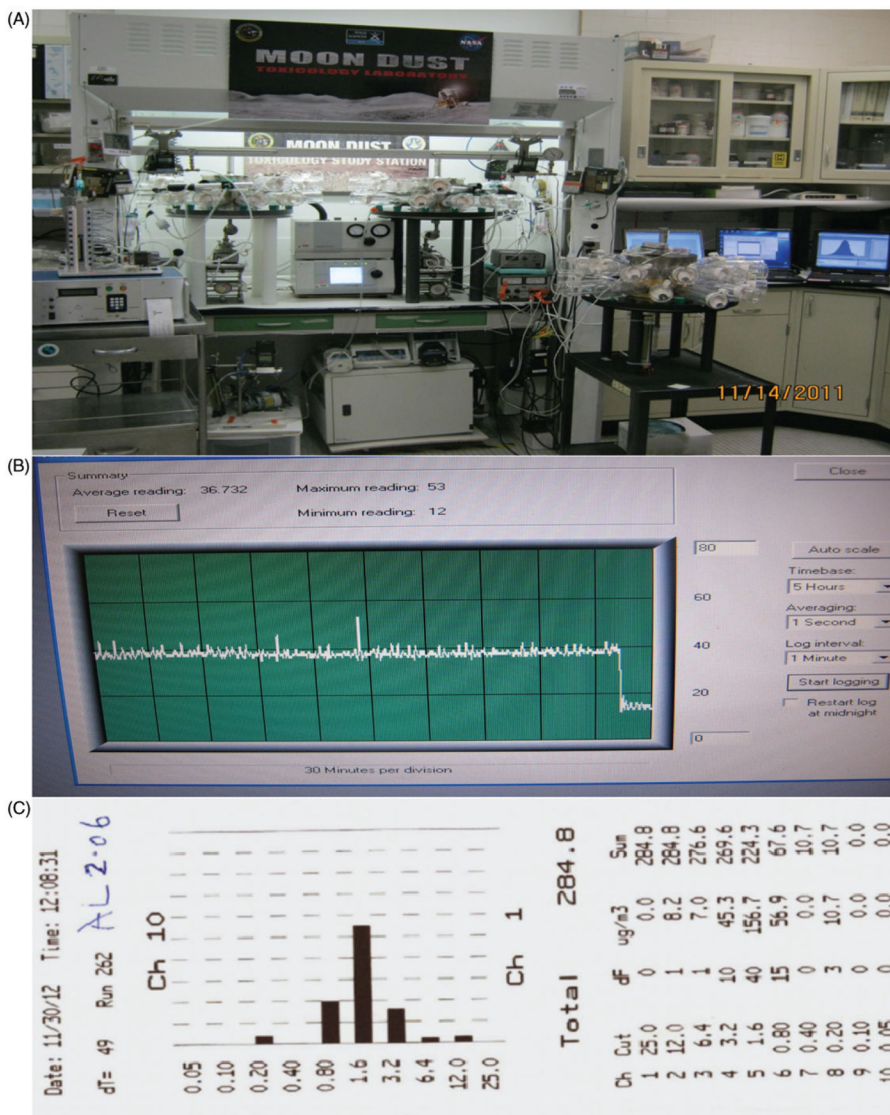 (A)
MOON DUST
TOXICOLOGY LABORATORY
NASA
MOON DUST
TOXICOLOGY STUDY STATION
11/14/2011
(B)
Summary
Average reading: 36.732
Maximum reading: 53
Reset
Minimum reading: 12
Close
80
60
40
20
0
Auto scale
Timebase:
5 Hours
Averaging:
1 Second
Log interval:
1 Minute
Start logging
Restart log
at midnight
30 Minutes per division
(C)
Date: 11/30/12 Time: 12:08:31
dT= 49 Run 262 AL 2-06
Ch 10 Ch 1
0.05
0.10
0.20
0.40
0.80
1.6
3.2
6.4
12.0
25.0
Total 284.8
Ch Cut dF ug/m3 Sum
1 25.0 0 0.0 284.8
2 12.0 1 8.2 284.8
3 6.4 1 7.0 276.6
4 3.2 10 45.3 269.6
5 1.6 40 156.7 224.3
6 0.80 15 56.9 67.6
7 0.40 0 0.0 10.7
8 0.20 3 10.7 10.7
9 0.10 0 0.0 0.0
10 0.05 0 0.0 0.0